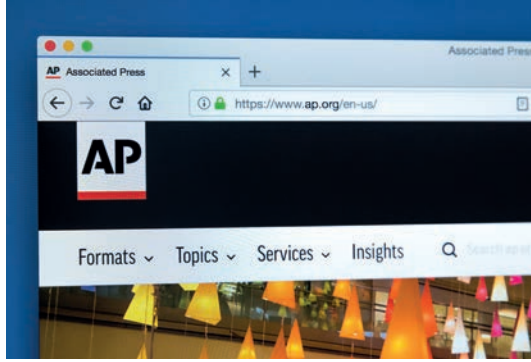 Associated Press
AP Associated Press × +
https://www.ap.org/en-us/
AP
Formats Topics Services Insights